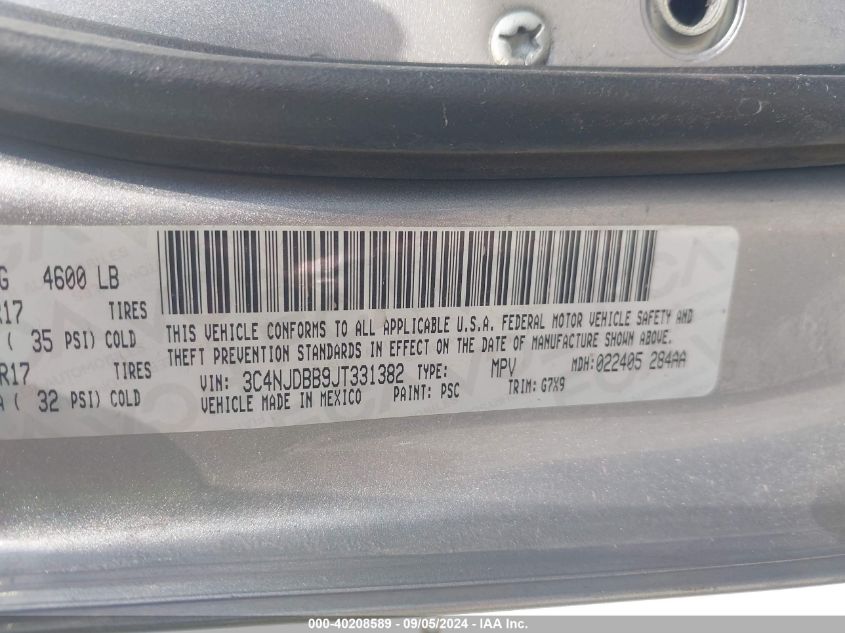 G 4600 LB
R17 TIRES
( 35 PSI) COLD
R17 TIRES
A ( 32 PSI) COLD
THIS VEHICLE CONFORMS TO ALL APPLICABLE U.S.A. FEDERAL MOTOR VEHICLE SAFETY AND
THEFT PREVENTION STANDARDS IN EFFECT ON THE DATE OF MANUFACTURE SHOWN ABOVE.
VIN: 3C4NJDBB9JT331382 TYPE: MPV MDH:022405 284AA
VEHICLE MADE IN MEXICO PAINT: PSC TRIM: G7X9
000-40208589 - 09/05/2024 - IAA Inc.